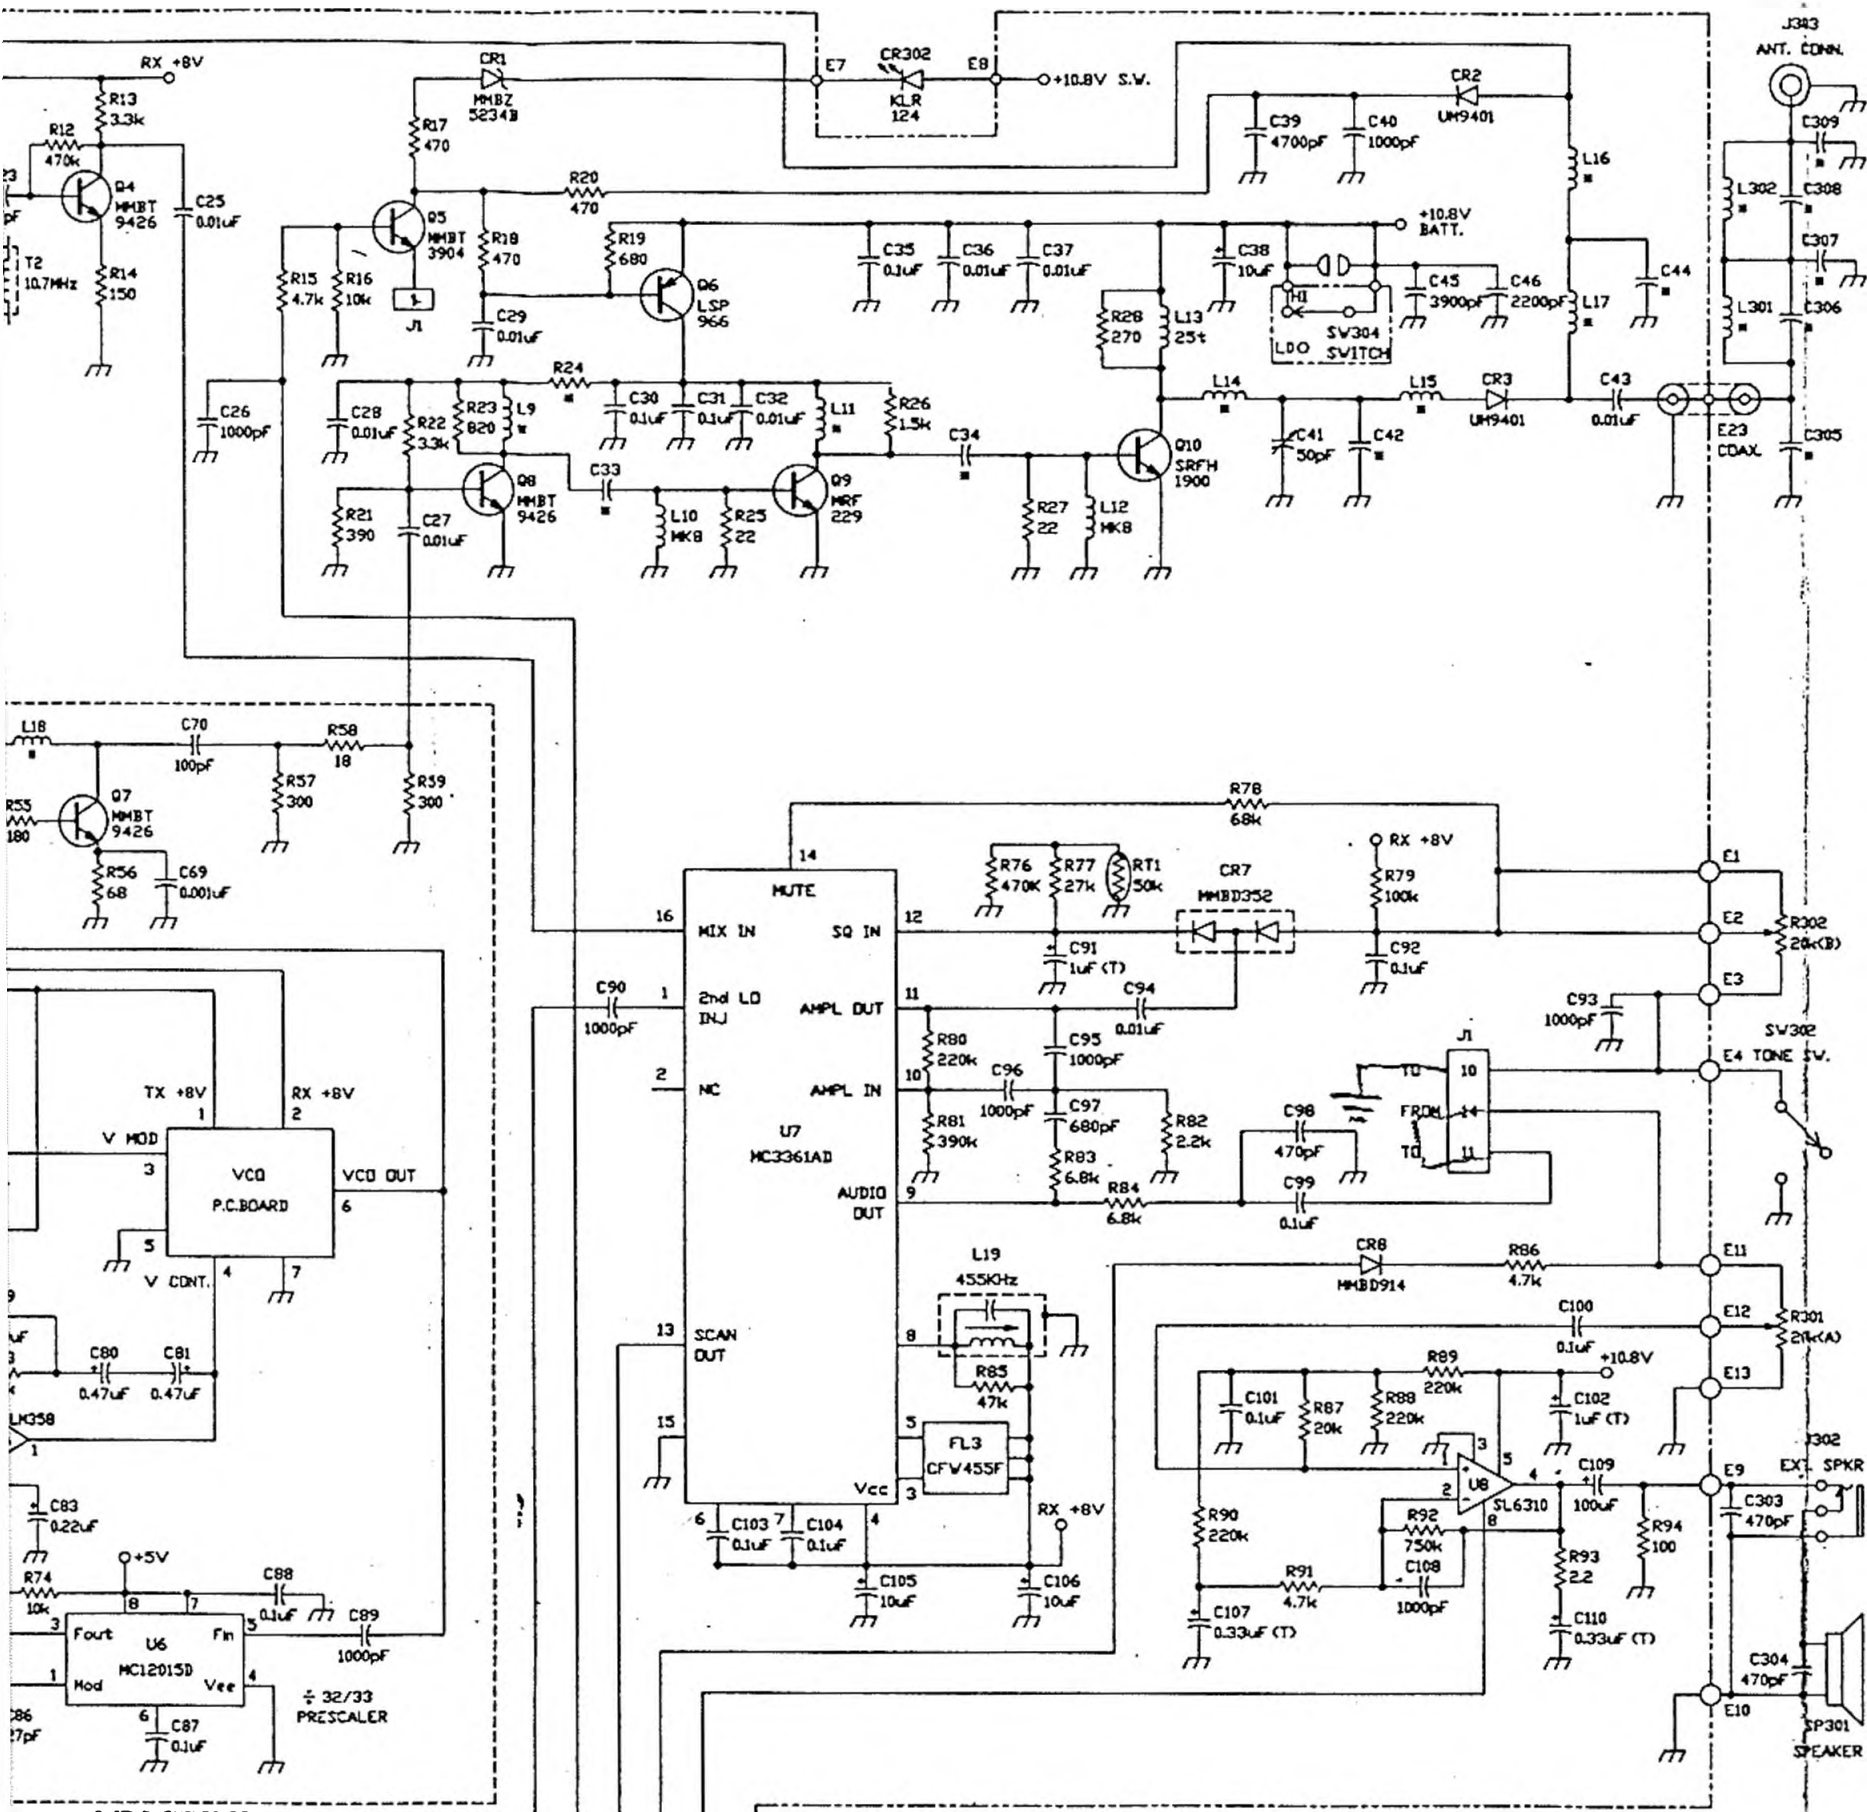 J343
ANT. CONN.
RX +8V
R13
3.3k
R12
470k
Q4
MMBT
9426
R14
150
T2
10.7MHz
C25
0.01uF
CR1
MMBZ
5234B
R17
470
E7
CR302
KLR
124
E8
+10.8V S.W.
C39
4700pF
C40
1000pF
CR2
UM9401
L16
C309
L302
C308
C307
L301
C306
R20
470
Q5
MMBT
3904
J1
R15
4.7k
R16
10k
R18
470
R19
680
Q6
LSP
966
C29
0.01uF
C35
0.1uF
C36
0.01uF
C37
0.01uF
C38
10uF
+10.8V
BATT.
HI
LO
SW304
SWITCH
C45
3900pF
C46
2200pF
L17
C44
R28
270
L13
25t
C26
1000pF
C28
0.01uF
R22
3.3k
R23
820
L9
R24
C30
0.1uF
C31
0.1uF
C32
0.01uF
L11
R26
1.5k
C34
L14
L15
CR3
UM9401
C43
0.01uF
E23
COAX.
C305
C41
50pF
C42
Q10
SRFH
1900
Q8
MMBT
9426
C33
Q9
MRF
229
R21
390
C27
0.01uF
L10
MK8
R25
22
R27
22
L12
MK8
L18
C70
100pF
R58
18
R57
300
R59
300
R55
180
Q7
MMBT
9426
R56
68
C69
0.001uF
R78
68k
14
MUTE
16
MIX IN
SQ IN
12
R76
470K
R77
27k
RT1
50k
CR7
MMBD352
RX +8V
R79
100k
E1
E2
R302
20k(B)
E3
C91
1uF (T)
C92
0.1uF
C90
1000pF
1
2nd LO
INJ
AMPL OUT
11
C94
0.01uF
C93
1000pF
R80
220k
C95
1000pF
J1
SW302
E4 TONE SW.
2
NC
AMPL IN
10
C96
1000pF
TO
10
FROM
14
TO
11
R81
390k
C97
680pF
R82
2.2k
C98
470pF
U7
MC3361AD
R83
6.8k
AUDIO
OUT
9
R84
6.8k
C99
0.1uF
TX +8V
1
RX +8V
2
V MOD
3
VCO
P.C.BOARD
VCO OUT
6
5
V CONT.
4
7
L19
455KHz
CR8
MMBD914
R86
4.7k
E11
13
SCAN
OUT
8
C100
0.1uF
E12
R301
20k(A)
E13
C80
0.47uF
C81
0.47uF
R85
47k
R89
220k
+10.8V
C101
0.1uF
R87
20k
R88
220k
C102
1uF (T)
LM358
1
15
5
FL3
CFW455F
3
Vcc
3
1
U8
5
4
2
SL6310
8
C109
100uF
E9
J302
EXT. SPKR
C303
470pF
C83
0.22uF
6
C103
0.1uF
7
C104
0.1uF
4
RX +8V
R90
220k
R92
750k
R94
100
+5V
R93
2.2
R74
10k
8
7
C88
0.1uF
C105
10uF
C106
10uF
R91
4.7k
C108
1000pF
C107
0.33uF (T)
C110
0.33uF (T)
3
Fout
U6
MC12015D
Fin
5
C89
1000pF
1
Mod
Vee
4
÷ 32/33
PRESCALER
6
C87
0.1uF
C304
470pF
E10
SP301
SPEAKER